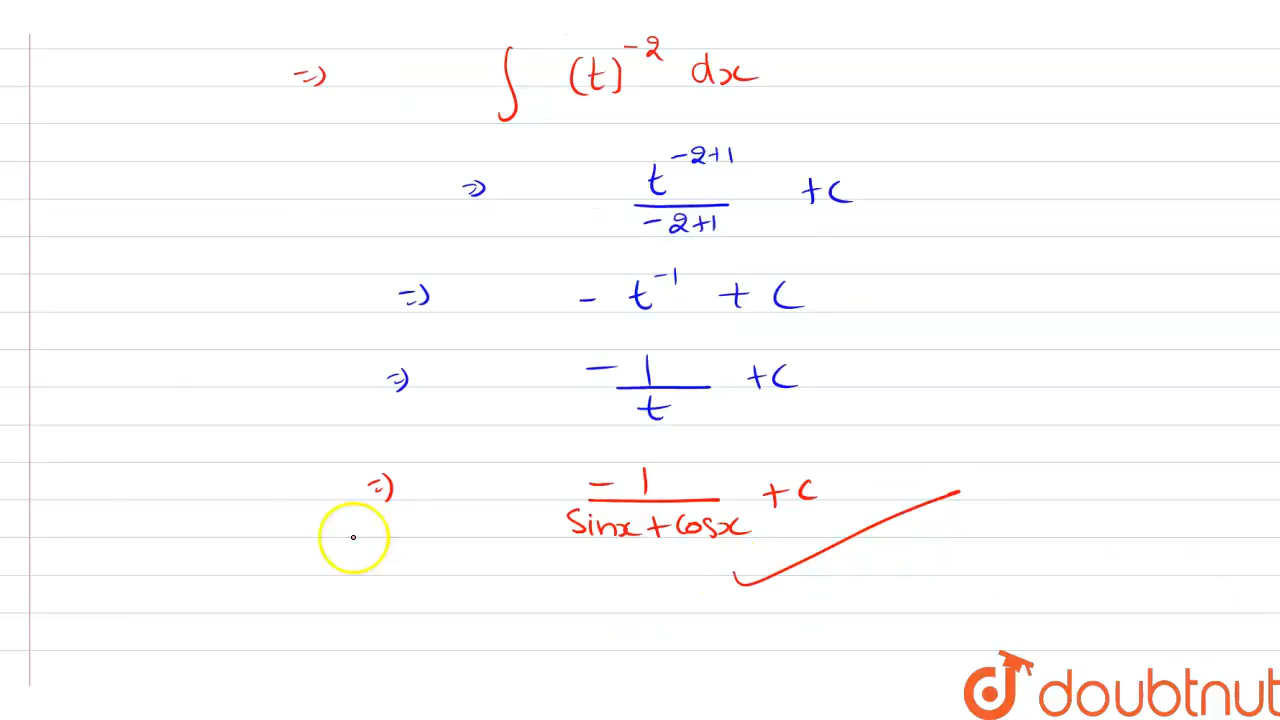 => ∫ (t)^-2 dx
=> t^(-2+1)/(-2+1) + C
=> - t^-1 + C
=> -1/t + C
=> -1/(Sinx + Cosx) + C
doubtnut